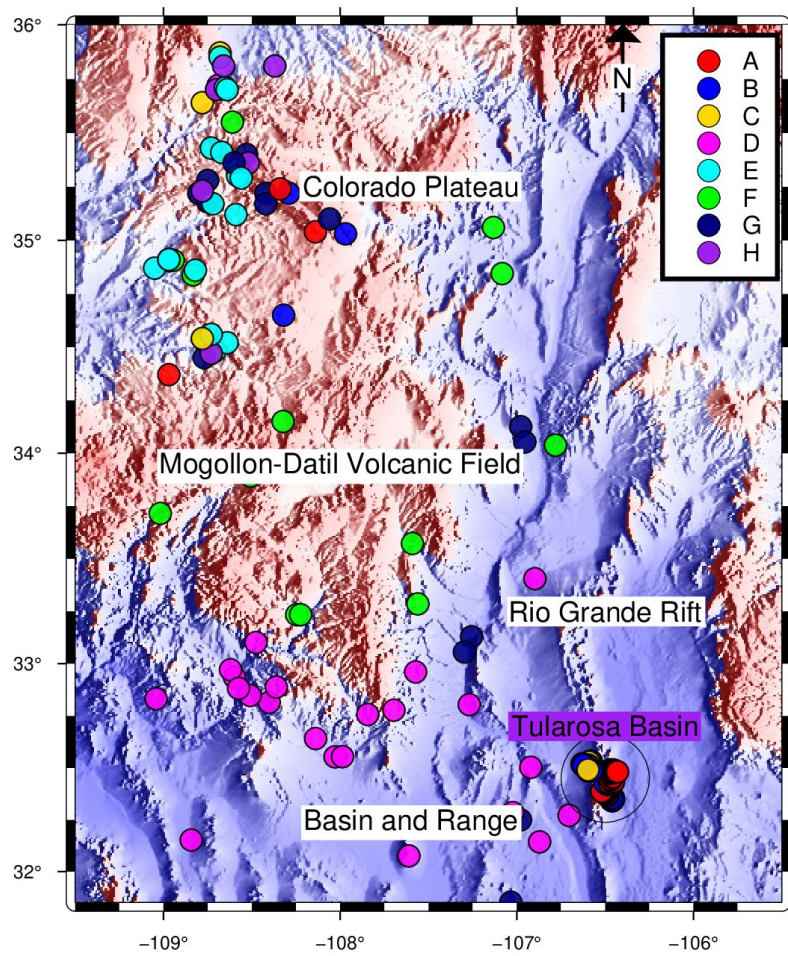 36°
35°
34°
33°
32°
−109°
−108°
−107°
−106°
N
A
B
C
D
E
F
G
H
Colorado Plateau
Mogollon-Datil Volcanic Field
Rio Grande Rift
Tularosa Basin
Basin and Range